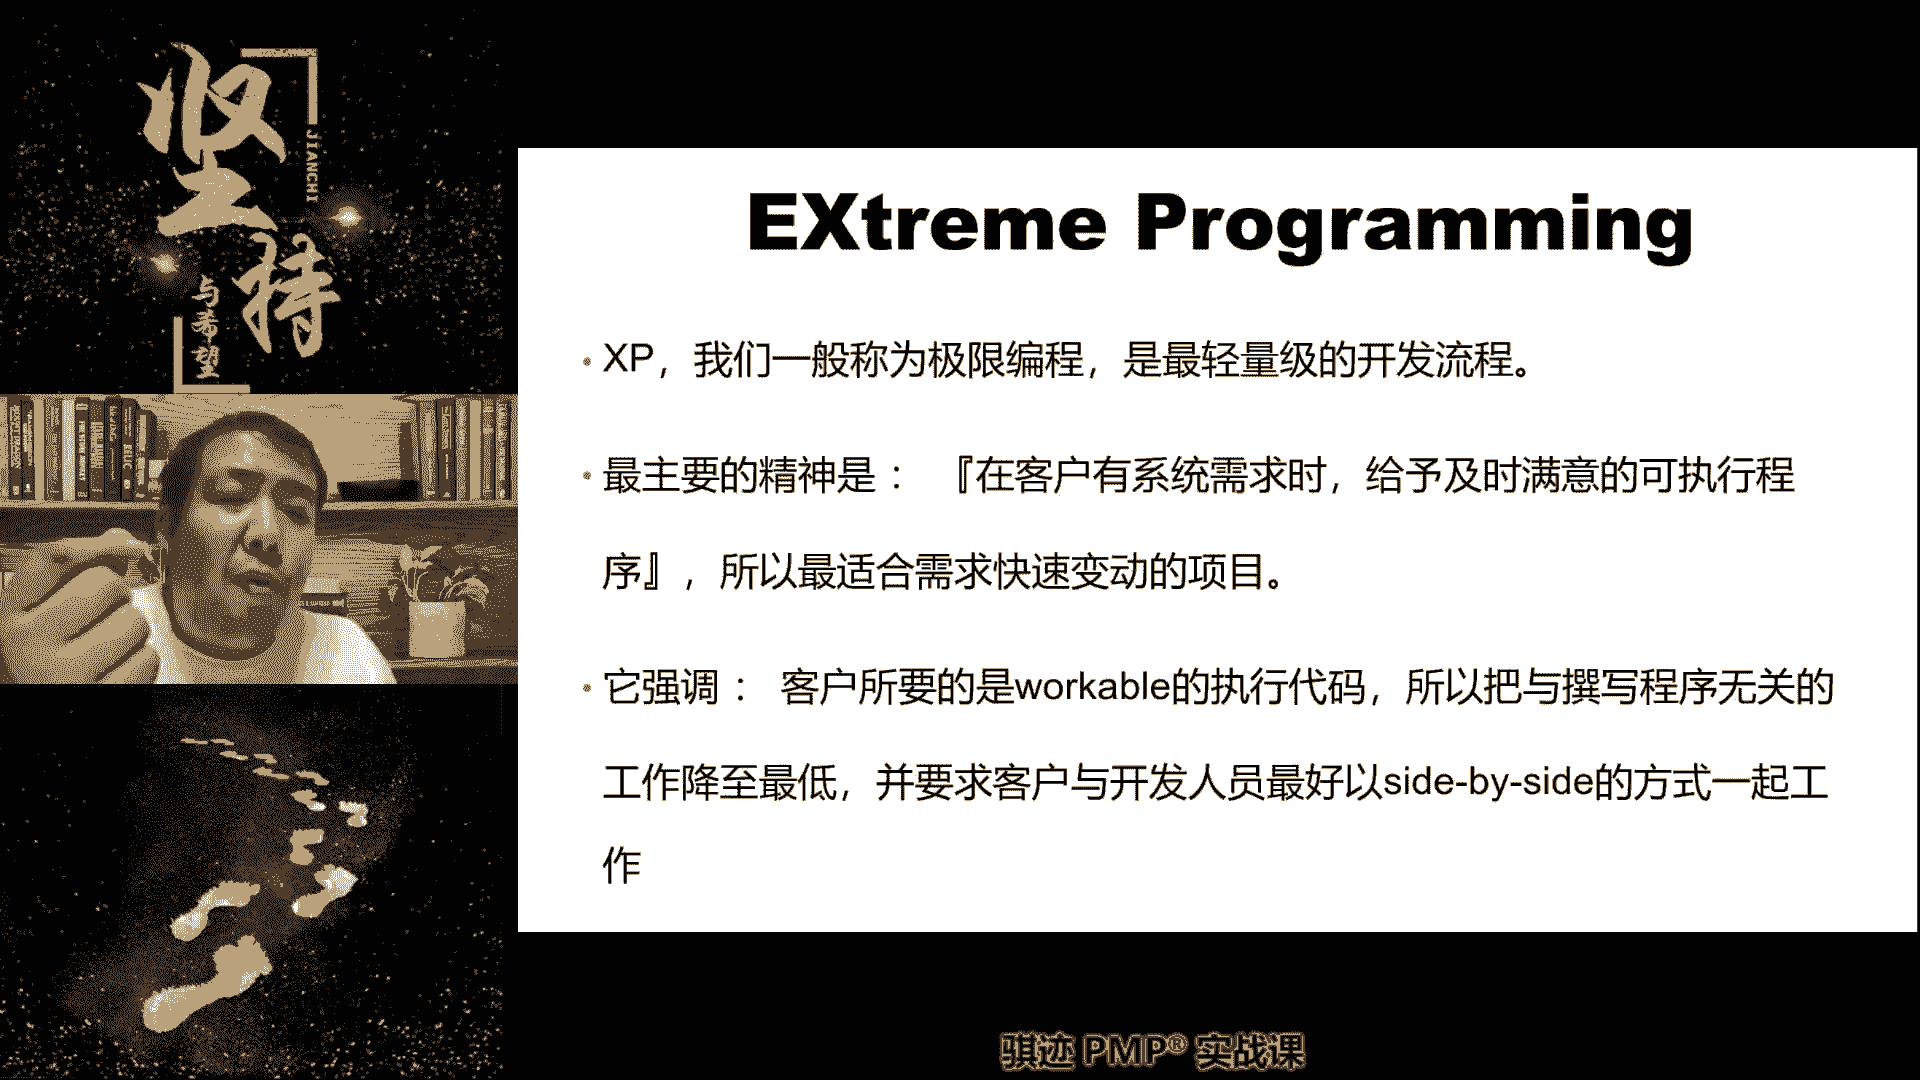 坚持
JIANCHI
与希望
EXtreme Programming
• XP，我们一般称为极限编程，是最轻量级的开发流程。
• 最主要的精神是： 『在客户有系统需求时，给予及时满意的可执行程
序』，所以最适合需求快速变动的项目。
• 它强调： 客户所要的是workable的执行代码，所以把与撰写程序无关的
工作降至最低，并要求客户与开发人员最好以side-by-side的方式一起工
作
骐迹 PMP® 实战课